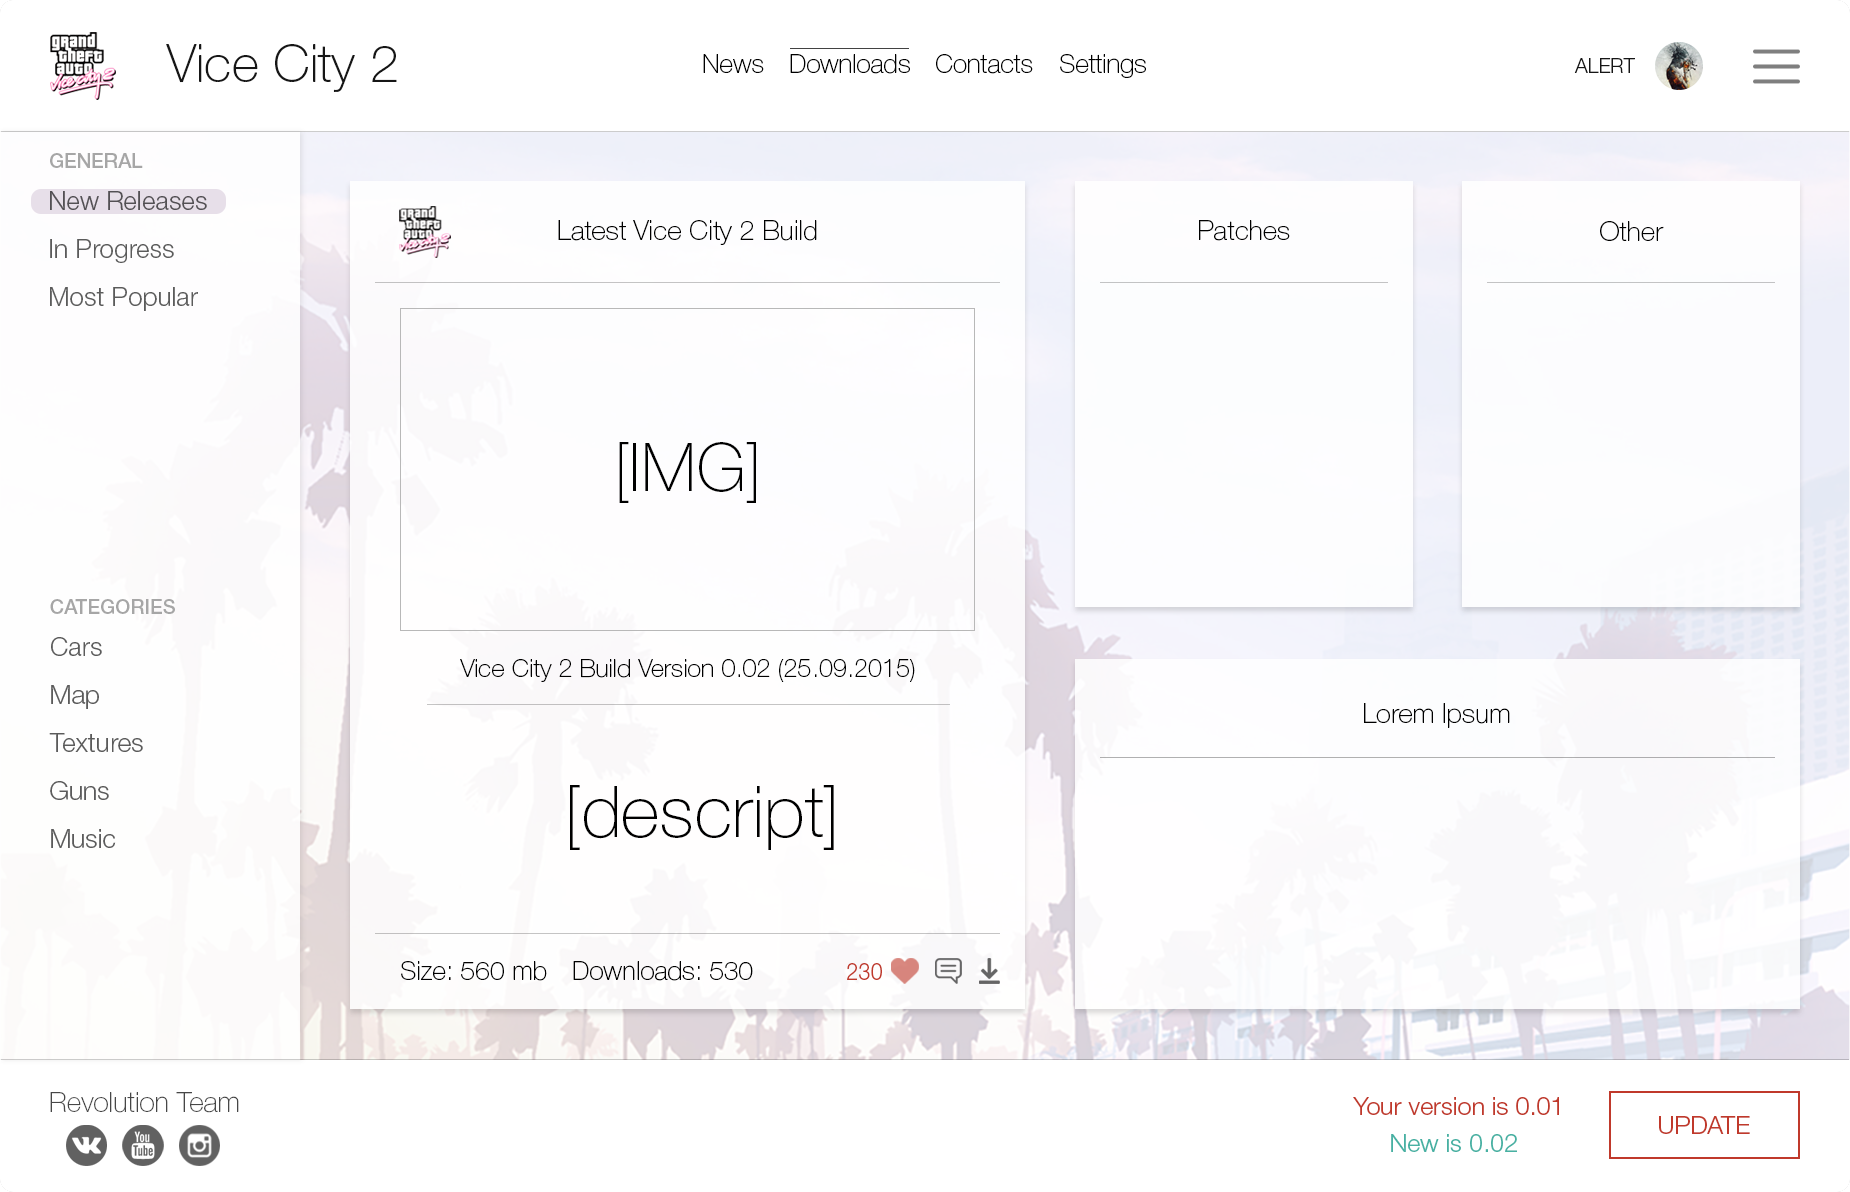 grand
theft
auto
vice city 2
Vice City 2
News
Downloads
Contacts
Settings
ALERT
GENERAL
New Releases
In Progress
Most Popular
CATEGORIES
Cars
Map
Textures
Guns
Music
grand
theft
auto
vice city 2
Latest Vice City 2 Build
[IMG]
Vice City 2 Build Version 0.02 (25.09.2015)
[descript]
Size: 560 mb
Downloads: 530
230
Patches
Other
Lorem Ipsum
Revolution Team
VK
You
Tube
Your version is 0.01
New is 0.02
UPDATE